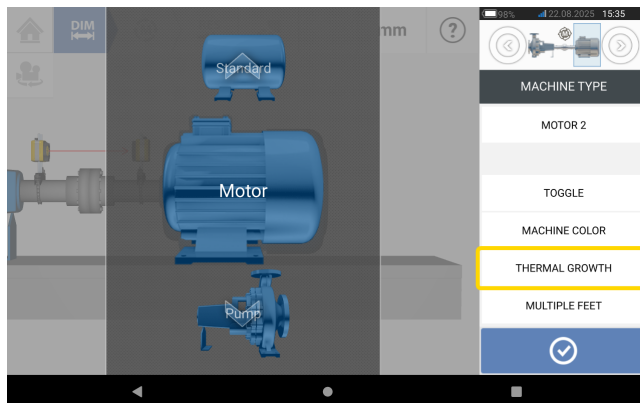 98% 22.08.2025 15:35
DIM
mm
?
Standard
Motor
Pump
MACHINE TYPE
MOTOR 2
TOGGLE
MACHINE COLOR
THERMAL GROWTH
MULTIPLE FEET